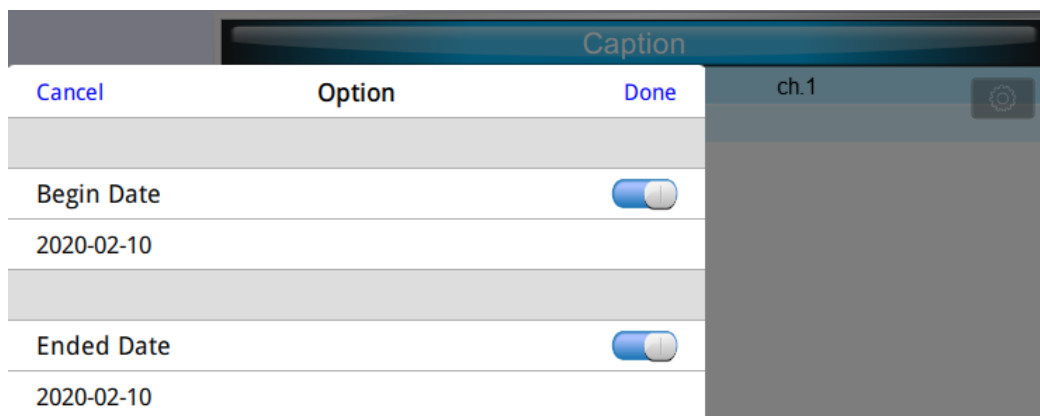 Caption
Cancel Option Done
ch.1
Begin Date
2020-02-10
Ended Date
2020-02-10